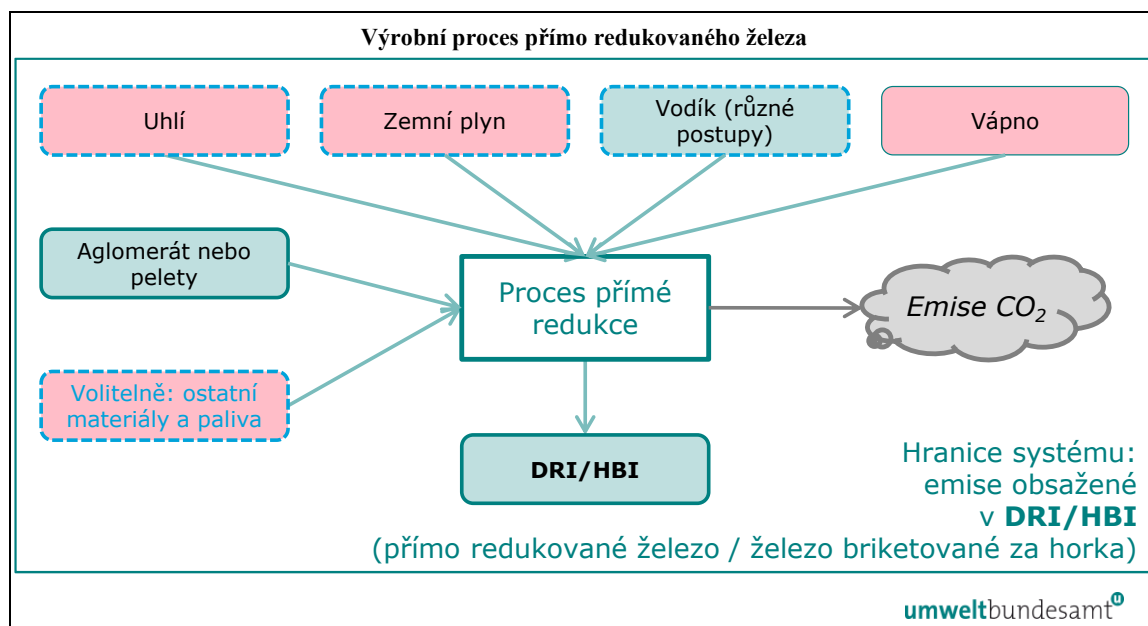 Výrobní proces přímo redukovaného železa
Uhlí
Zemní plyn
Vodík (různé
postupy)
Vápno
Aglomerát nebo
pelety
Proces přímé
redukce
Emise CO₂
Volitelně: ostatní
materiály a paliva
DRI/HBI
Hranice systému:
emise obsažené
v DRI/HBI
(přímo redukované železo / železo briketované za horka)
umweltbundesamt u